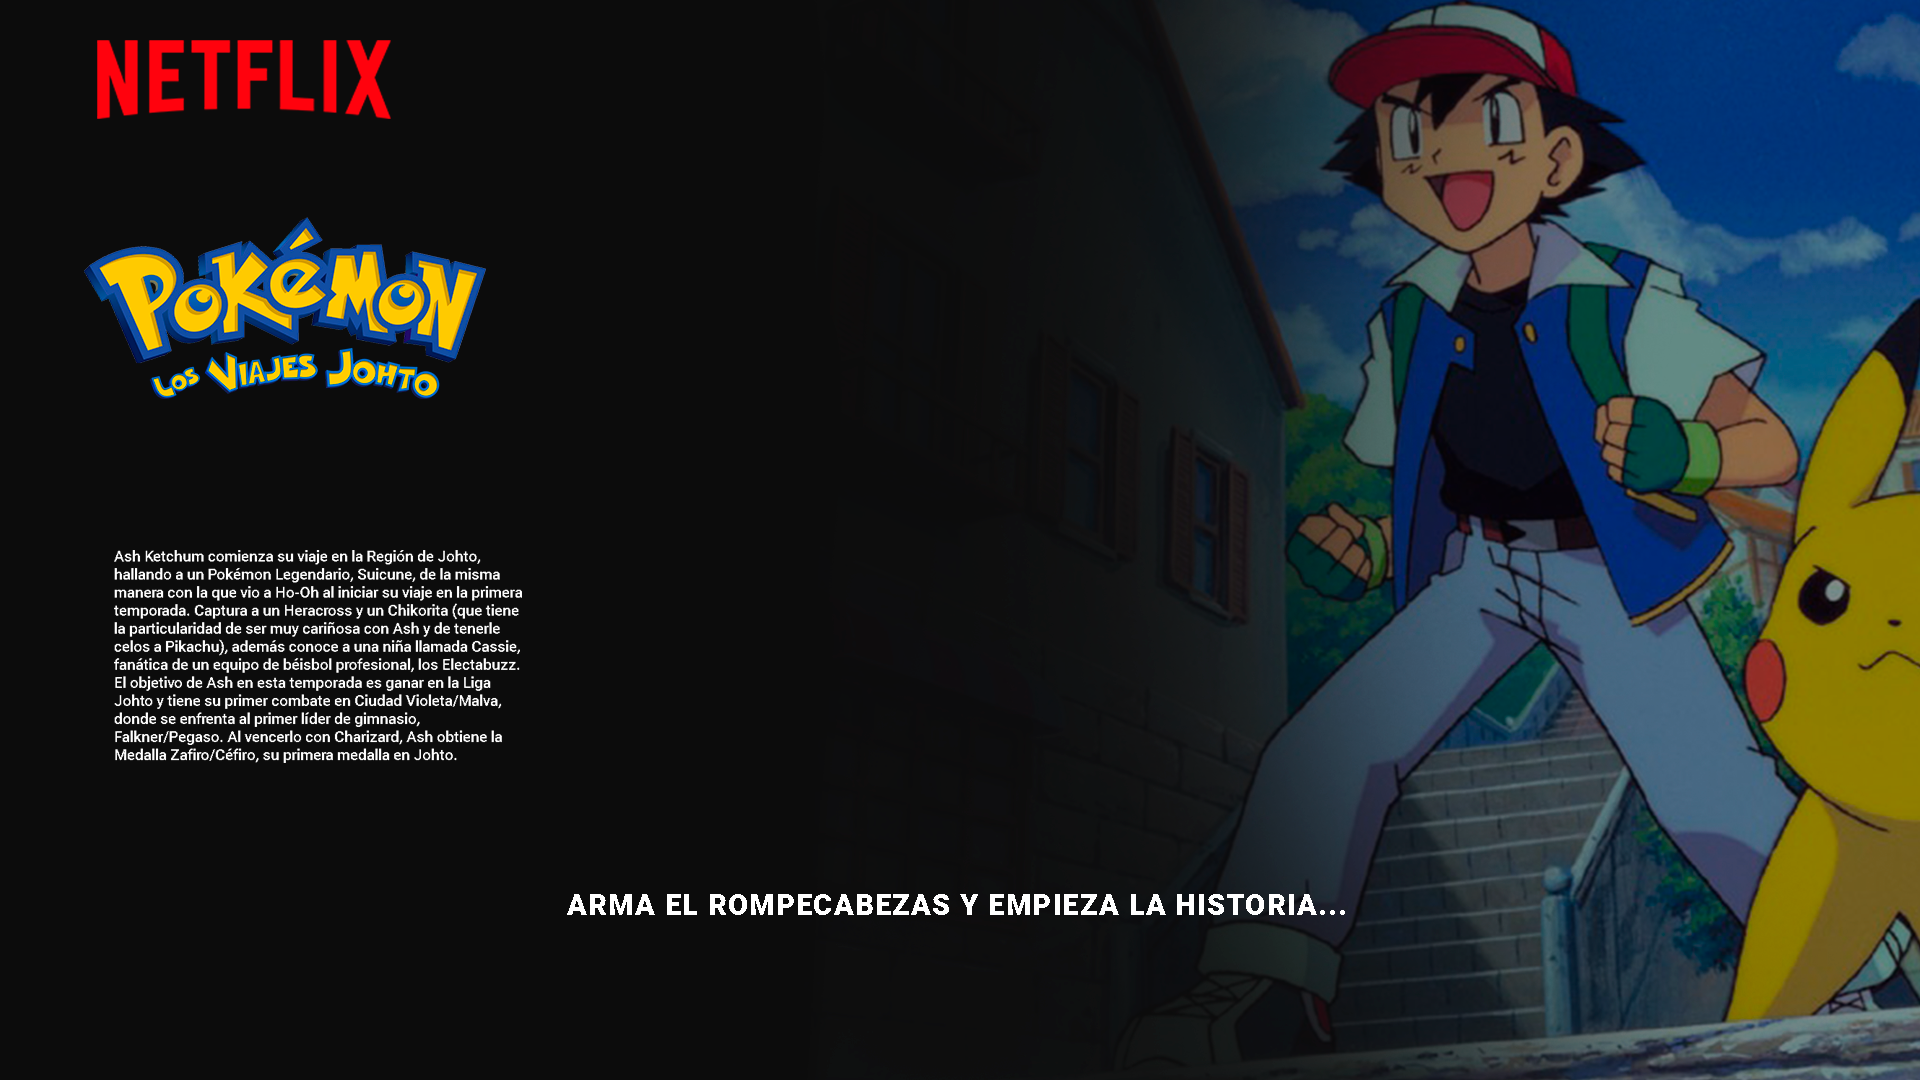 NETFLIX
POKéMON
LOS VIAJES JOHTO
Ash Ketchum comienza su viaje en la Región de Johto,
hallando a un Pokémon Legendario, Suicune, de la misma
manera con la que vio a Ho-Oh al iniciar su viaje en la primera
temporada. Captura a un Heracross y un Chikorita (que tiene
la particularidad de ser muy cariñosa con Ash y de tenerle
celos a Pikachu), además conoce a una niña llamada Cassie,
fanática de un equipo de béisbol profesional, los Electabuzz.
El objetivo de Ash en esta temporada es ganar en la Liga
Johto y tiene su primer combate en Ciudad Violeta/Malva,
donde se enfrenta al primer líder de gimnasio,
Falkner/Pegaso. Al vencerlo con Charizard, Ash obtiene la
Medalla Zafiro/Céfiro, su primera medalla en Johto.
ARMA EL ROMPECABEZAS Y EMPIEZA LA HISTORIA...